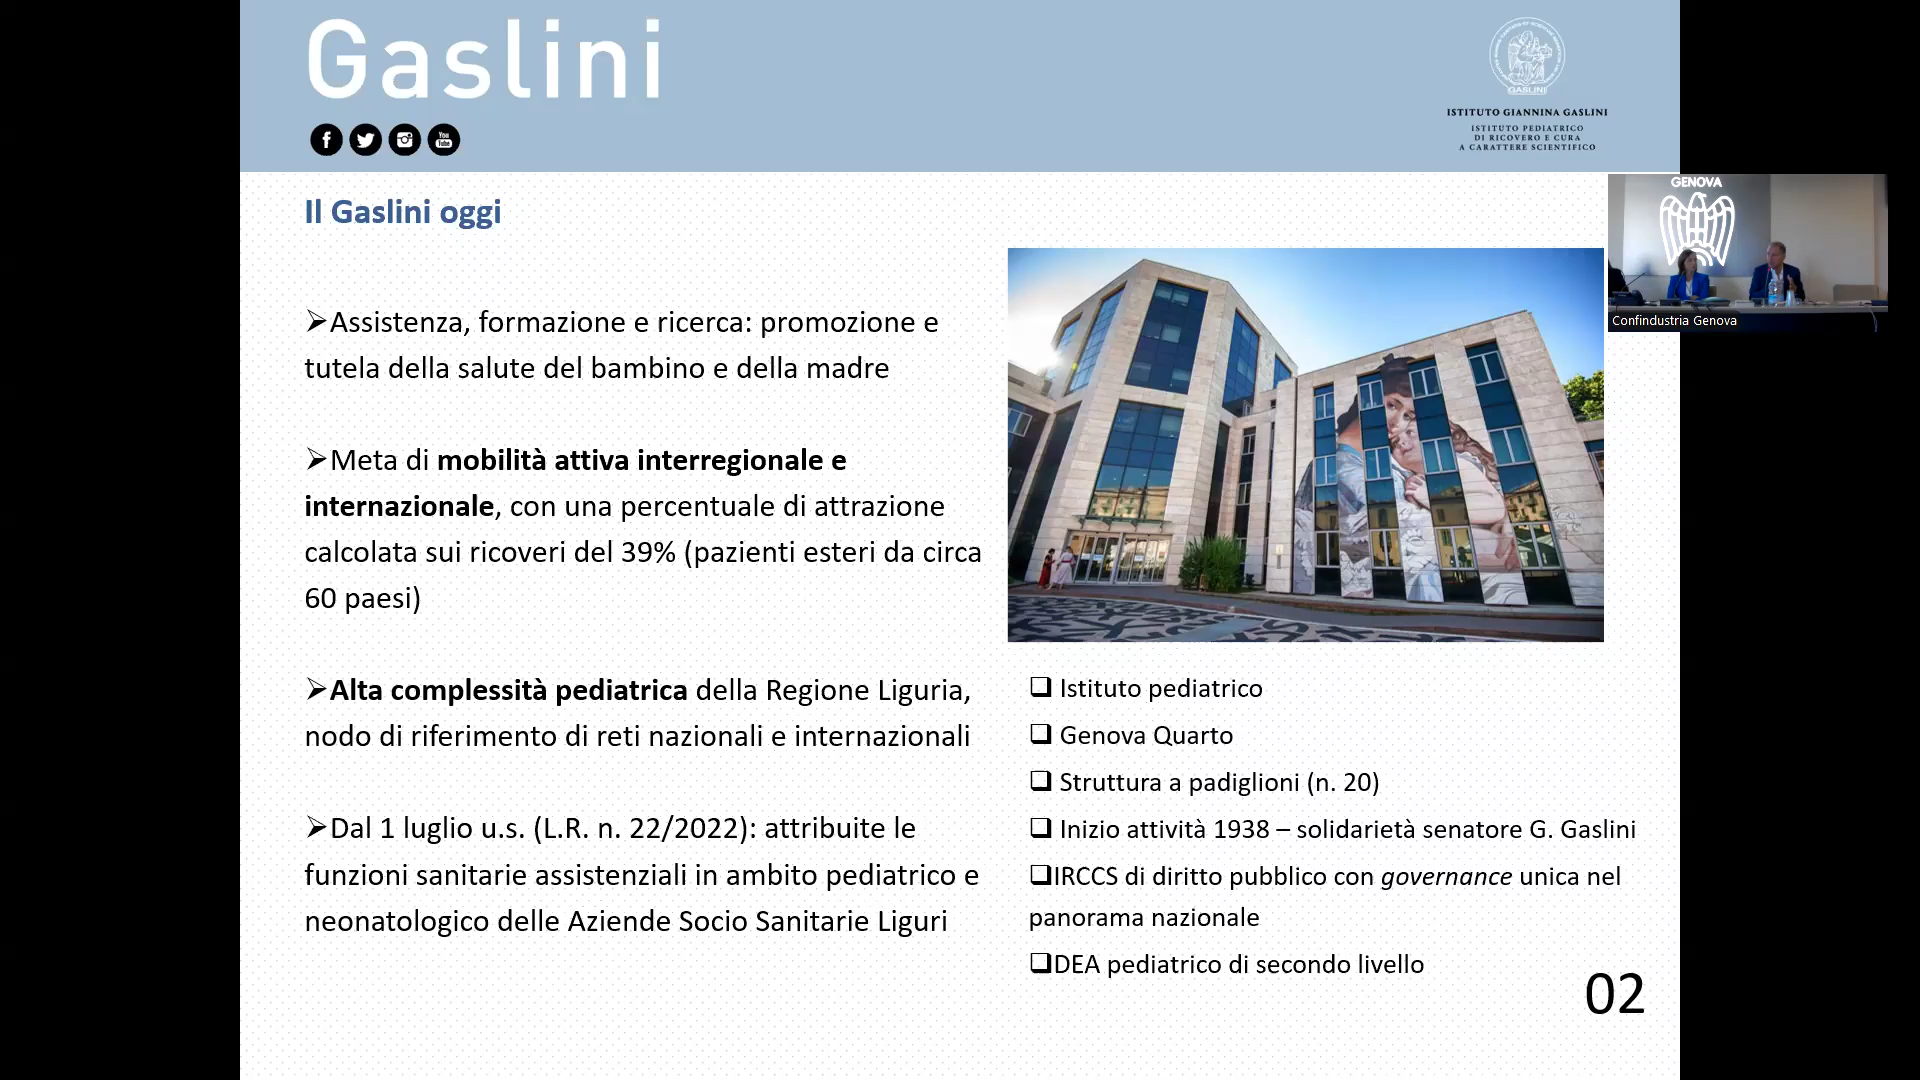 Gaslini
f
You
Tube
GASLINI
ISTITUTO GIANNINA GASLINI
ISTITUTO PEDIATRICO
DI RICOVERO E CURA
A CARATTERE SCIENTIFICO
GENOVA
Confindustria Genova
Il Gaslini oggi
➢Assistenza, formazione e ricerca: promozione e
tutela della salute del bambino e della madre
➢Meta di mobilità attiva interregionale e
internazionale, con una percentuale di attrazione
calcolata sui ricoveri del 39% (pazienti esteri da circa
60 paesi)
➢Alta complessità pediatrica della Regione Liguria,
nodo di riferimento di reti nazionali e internazionali
➢Dal 1 luglio u.s. (L.R. n. 22/2022): attribuite le
funzioni sanitarie assistenziali in ambito pediatrico e
neonatologico delle Aziende Socio Sanitarie Liguri
❑ Istituto pediatrico
❑ Genova Quarto
❑ Struttura a padiglioni (n. 20)
❑ Inizio attività 1938 – solidarietà senatore G. Gaslini
❑IRCCS di diritto pubblico con governance unica nel
panorama nazionale
❑DEA pediatrico di secondo livello
02